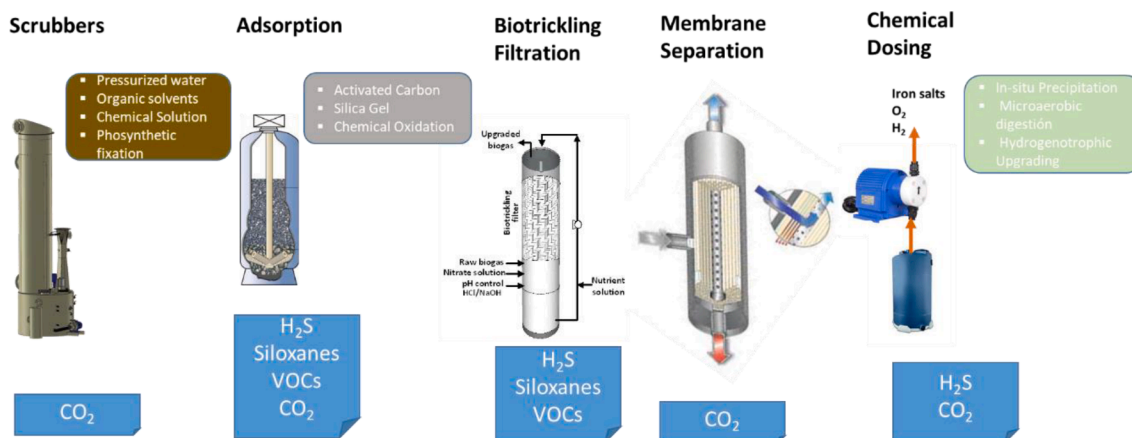 Scrubbers
Pressurized water
Organic solvents
Chemical Solution
Phosynthetic
fixation
CO₂
Adsorption
Activated Carbon
Silica Gel
Chemical Oxidation
H₂S
Siloxanes
VOCs
CO₂
Biotrickling
Filtration
Upgraded
biogas
Biotrickling
filter
Raw biogas
Nitrate solution
pH control
HCl/NaOH
Nutrient
solution
H₂S
Siloxanes
VOCs
Membrane
Separation
CO₂
Chemical
Dosing
Iron salts
O₂
H₂
In-situ Precipitation
Microaerobic
digestión
Hydrogenotrophic
Upgrading
H₂S
CO₂